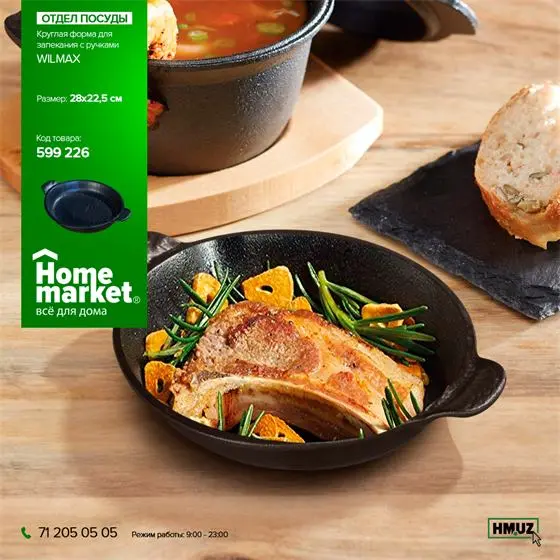 ОТДЕЛ ПОСУДЫ
Круглая форма для
запекания с ручками
WILMAX
Размер: 28x22,5 см
Код товара:
599 226
Home
market®
всё для дома
71 205 05 05
Режим работы: 9:00 - 23:00
HMUZ